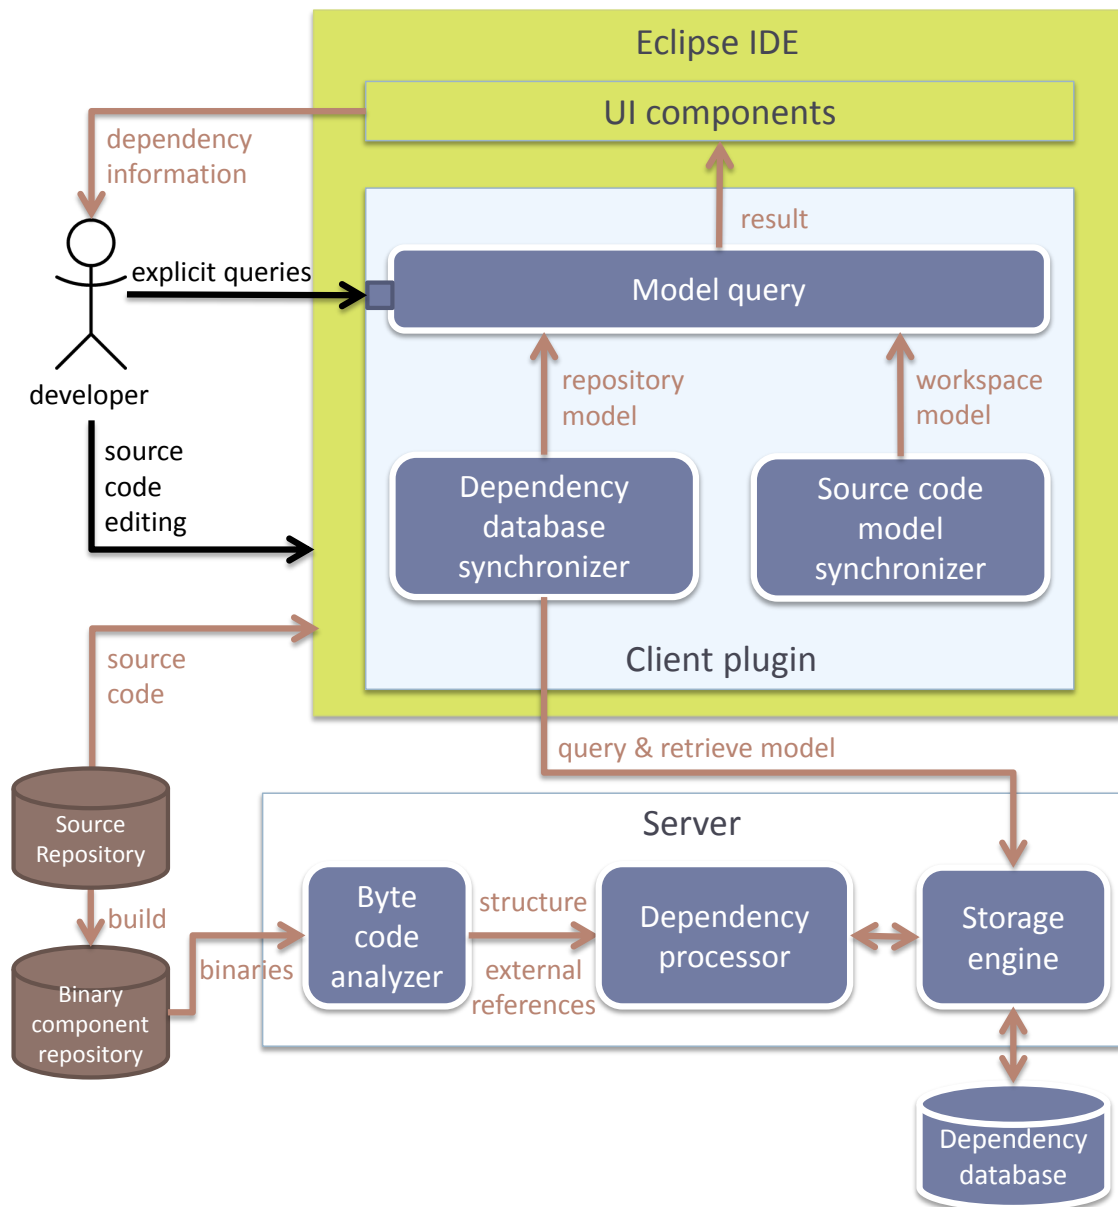 Eclipse IDE
UI components
dependency
information
result
explicit queries
Model query
developer
repository
model
workspace
model
source
code
editing
Dependency
database
synchronizer
Source code
model
synchronizer
source
code
Client plugin
query & retrieve model
Source
Repository
Server
build
Byte
code
analyzer
structure
external
references
Dependency
processor
Storage
engine
binaries
Binary
component
repository
Dependency
database